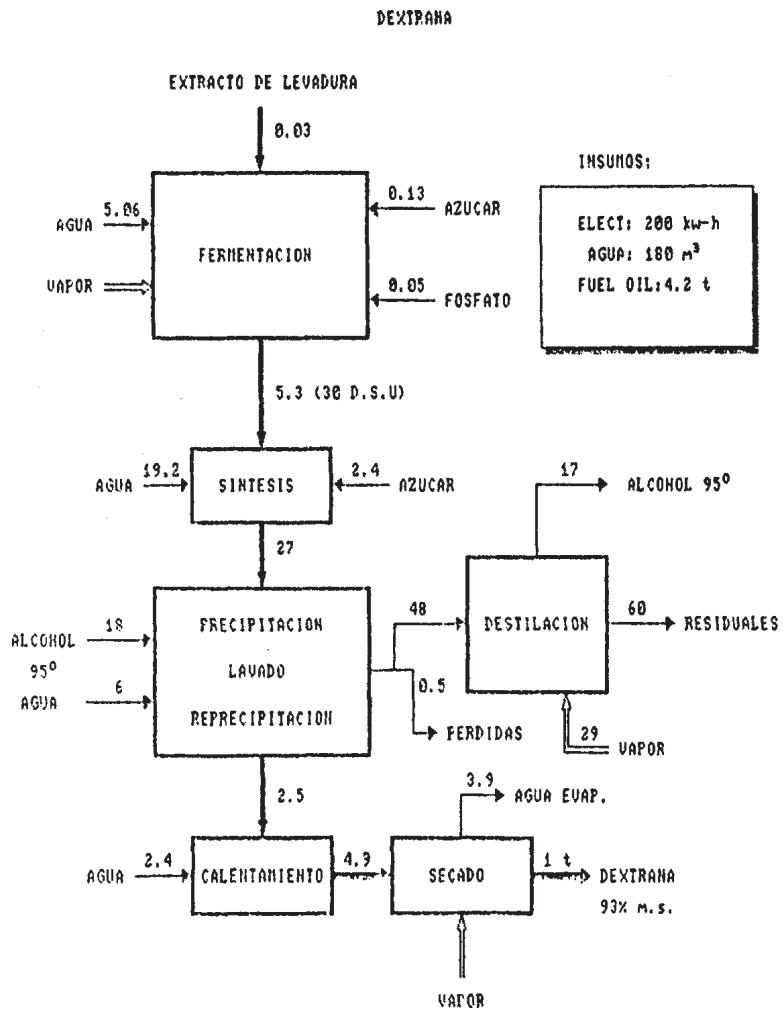 DEXTRANA
EXTRACTO DE LEVADURA
0.03
INSUMOS:
AGUA 5.06
0.13 AZUCAR
ELECT: 200 kw-h
AGUA: 180 m³
FUEL OIL: 4.2 t
FERMENTACION
VAPOR
0.05 FOSFATO
5.3 (30 D.S.U)
AGUA 19.2
SINTESIS
2.4 AZUCAR
17 ALCOHOL 95º
27
18
ALCOHOL
95º
6
AGUA
FRECIPITACION
LAVADO
REPRECIPITACION
48
DESTILACION
60 RESIDUALES
0.5
PERDIDAS
29 VAPOR
2.5
3.9 AGUA EVAP.
AGUA 2.4
CALENTAMIENTO
4.9
SECADO
1 t
DEXTRANA
93% m.s.
VAPOR